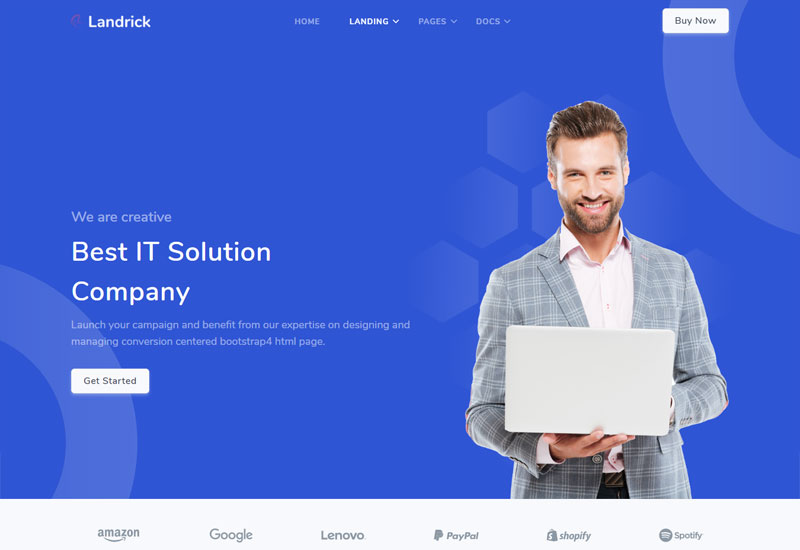 Landrick
HOME LANDING PAGES DOCS
Buy Now
We are creative
Best IT Solution
Company
Launch your campaign and benefit from our expertise on designing and
managing conversion centered bootstrap4 html page.
Get Started
amazon Google Lenovo PayPal shopify Spotify